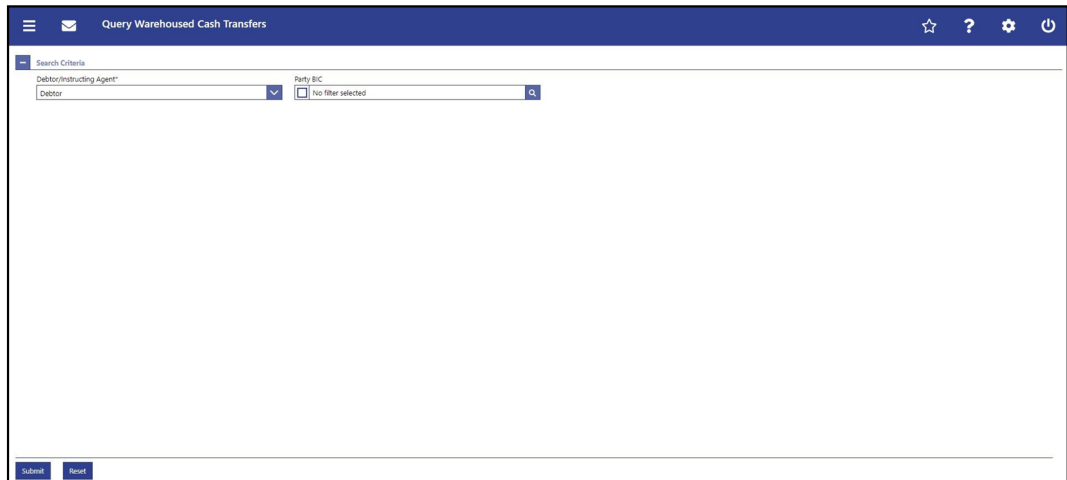 Query Warehoused Cash Transfers
?
Search Criteria
Debtor/Instructing Agent*
Party BIC
Debtor
No filter selected
Submit
Reset